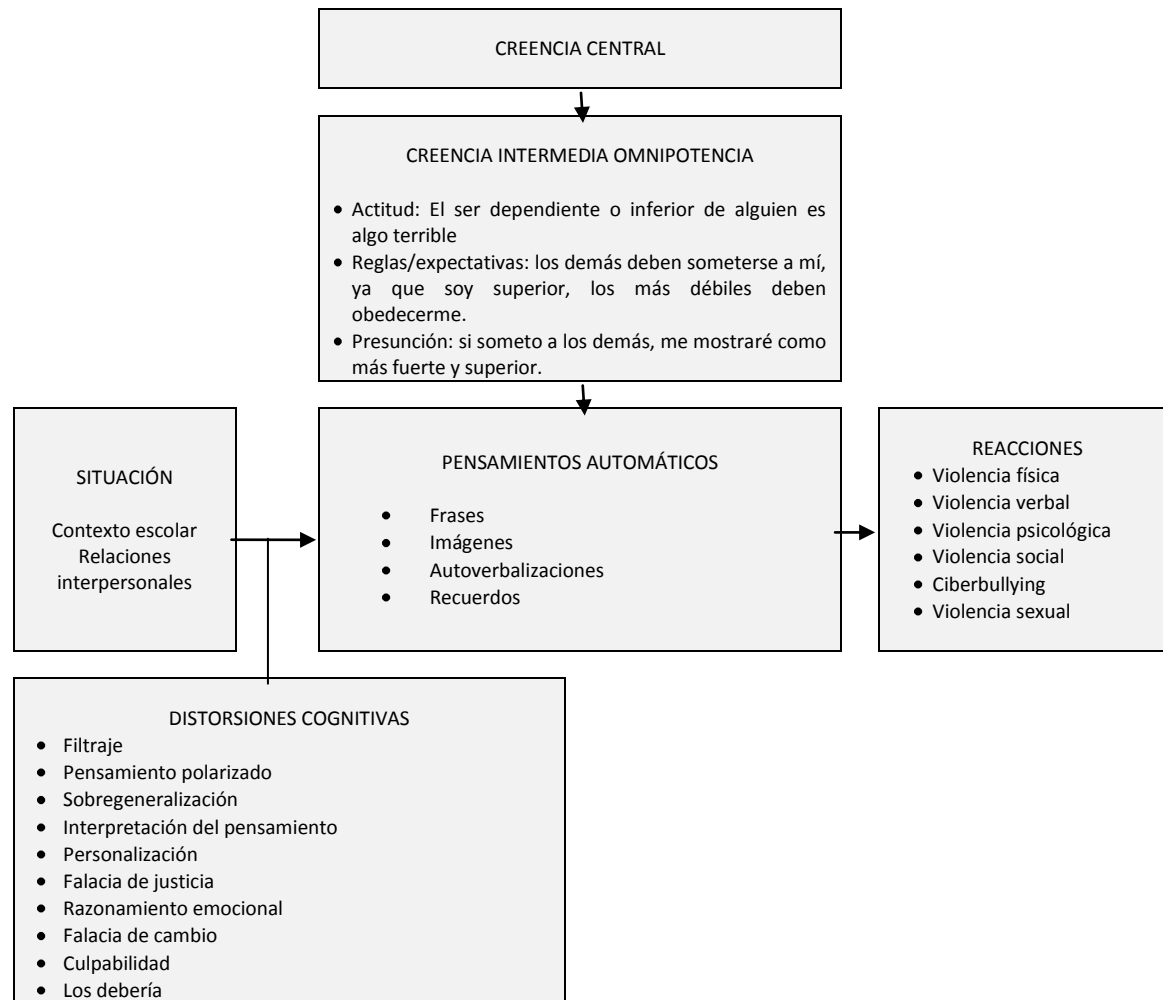 CREENCIA CENTRAL
CREENCIA INTERMEDIA OMNIPOTENCIA
• Actitud: El ser dependiente o inferior de alguien es
algo terrible
• Reglas/expectativas: los demás deben someterse a mí,
ya que soy superior, los más débiles deben
obedecerme.
• Presunción: si someto a los demás, me mostraré como
más fuerte y superior.
SITUACIÓN
Contexto escolar
Relaciones
interpersonales
PENSAMIENTOS AUTOMÁTICOS
• Frases
• Imágenes
• Autoverbalizaciones
• Recuerdos
REACCIONES
• Violencia física
• Violencia verbal
• Violencia psicológica
• Violencia social
• Ciberbullying
• Violencia sexual
DISTORSIONES COGNITIVAS
• Filtraje
• Pensamiento polarizado
• Sobregeneralización
• Interpretación del pensamiento
• Personalización
• Falacia de justicia
• Razonamiento emocional
• Falacia de cambio
• Culpabilidad
• Los debería